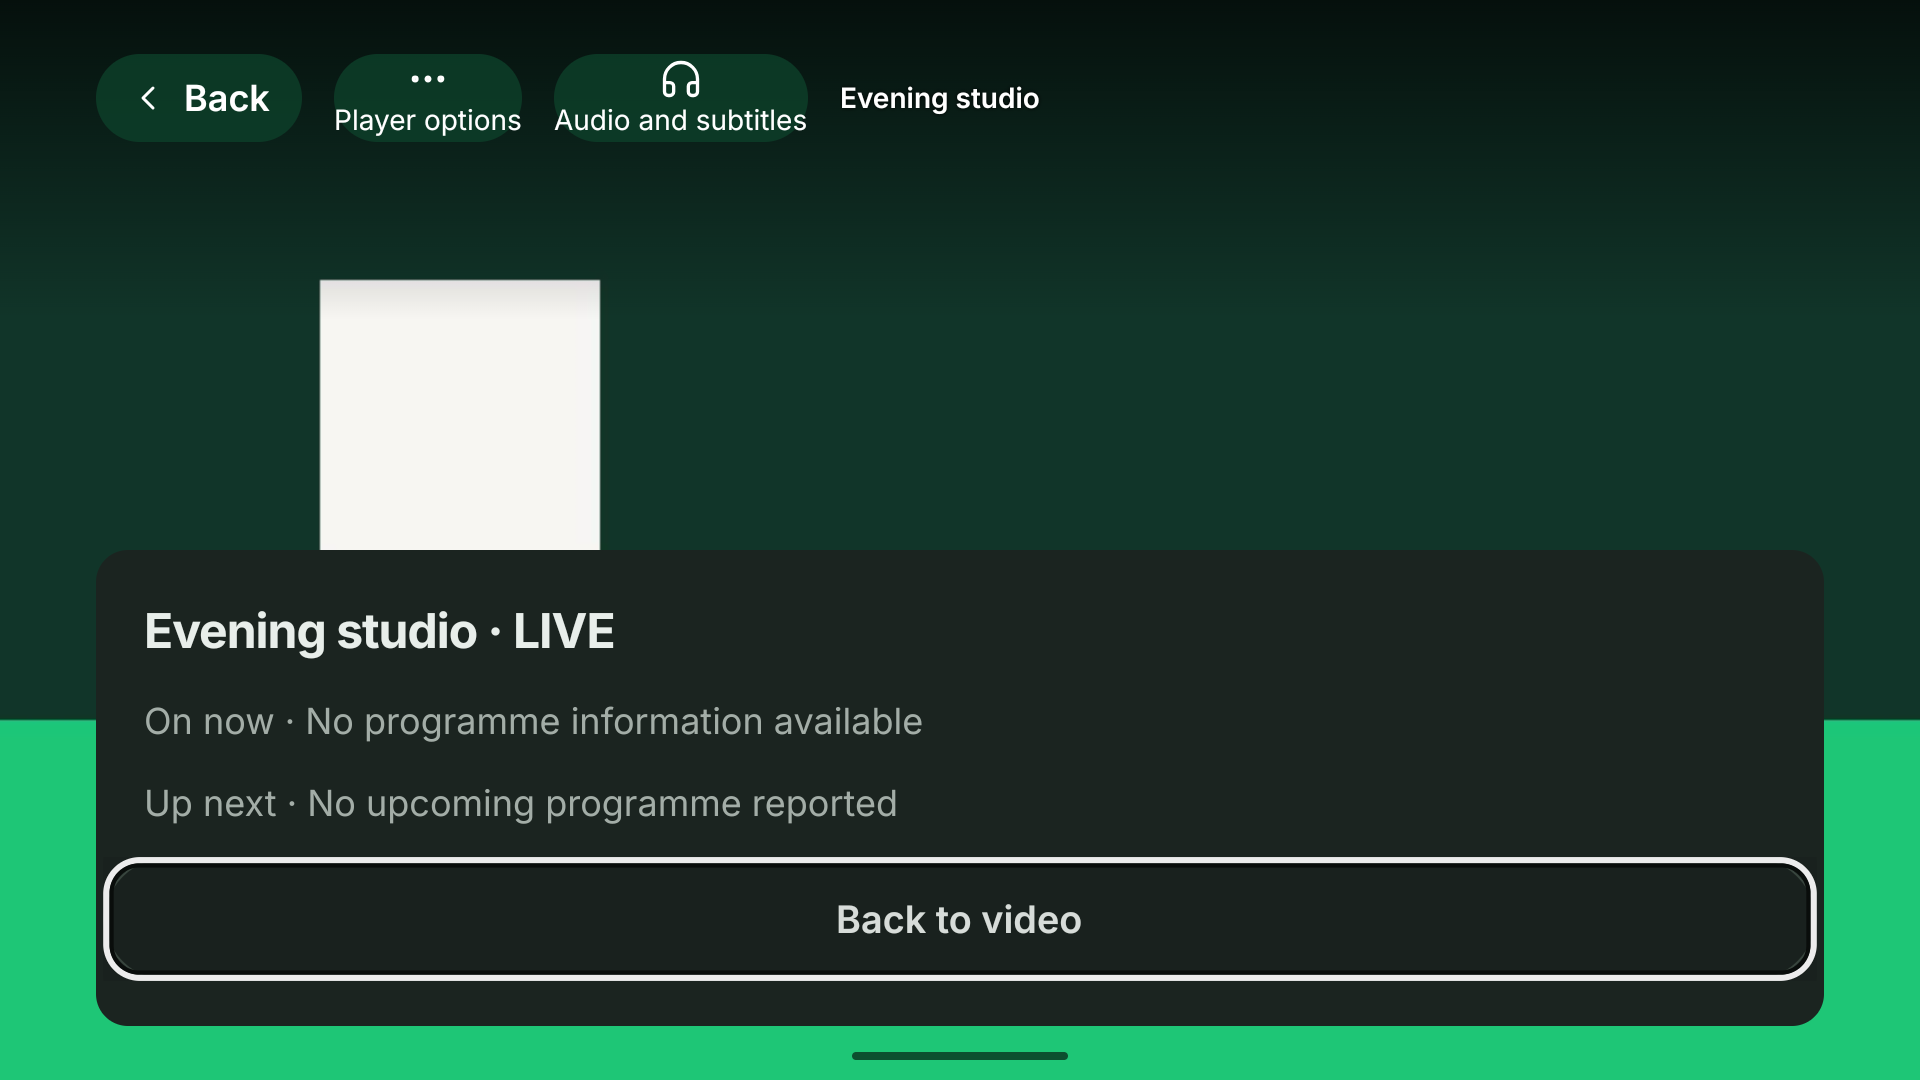 Back
Player options
Audio and subtitles
Evening studio
Evening studio · LIVE
On now · No programme information available
Up next · No upcoming programme reported
Back to video